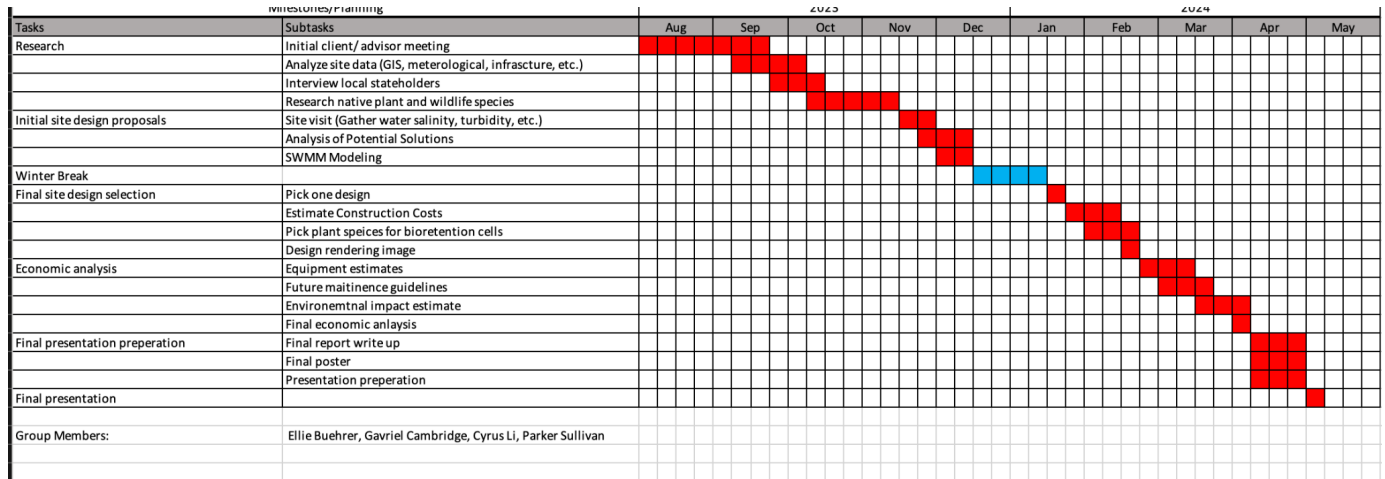 Milestones/Planning 2023 2024
Tasks Subtasks Aug Sep Oct Nov Dec Jan Feb Mar Apr May
Research Initial client/ advisor meeting
Analyze site data (GIS, meterological, infrascture, etc.)
Interview local stateholders
Research native plant and wildlife species
Initial site design proposals Site visit (Gather water salinity, turbidity, etc.)
Analysis of Potential Solutions
SWMM Modeling
Winter Break
Final site design selection Pick one design
Estimate Construction Costs
Pick plant speices for bioretention cells
Design rendering image
Economic analysis Equipment estimates
Future maitinence guidelines
Environemtnal impact estimate
Final economic anlaysis
Final presentation preperation Final report write up
Final poster
Presentation preperation
Final presentation
Group Members: Ellie Buehrer, Gavriel Cambridge, Cyrus Li, Parker Sullivan